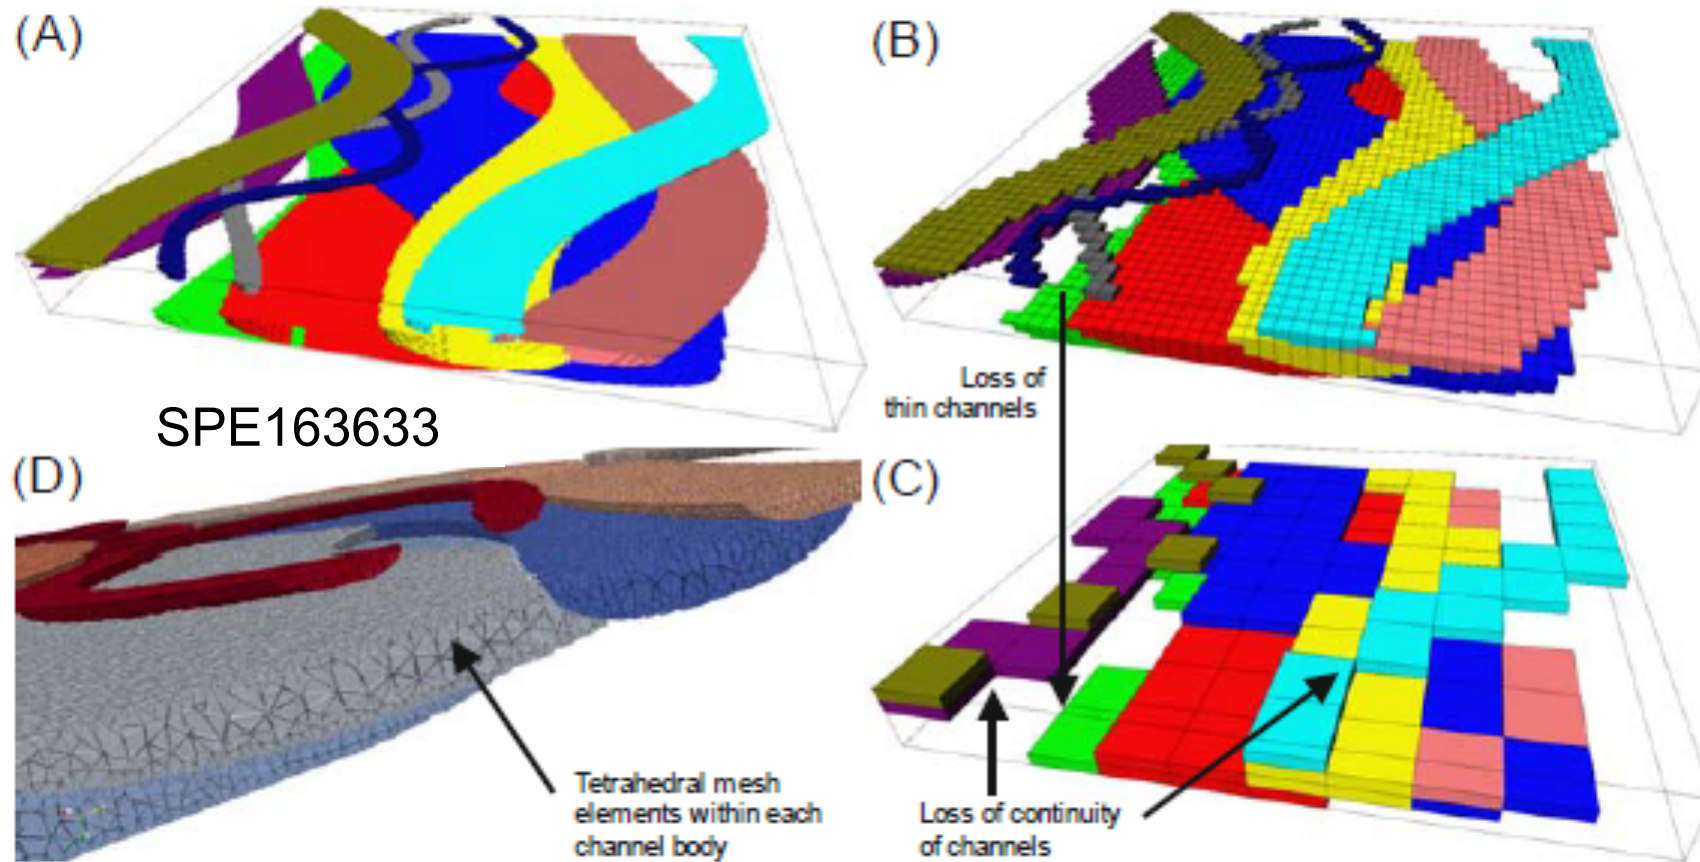 (A)
(B)
Loss of
thin channels
SPE163633
(D)
(C)
Tetrahedral mesh
elements within each
channel body
Loss of continuity
of channels